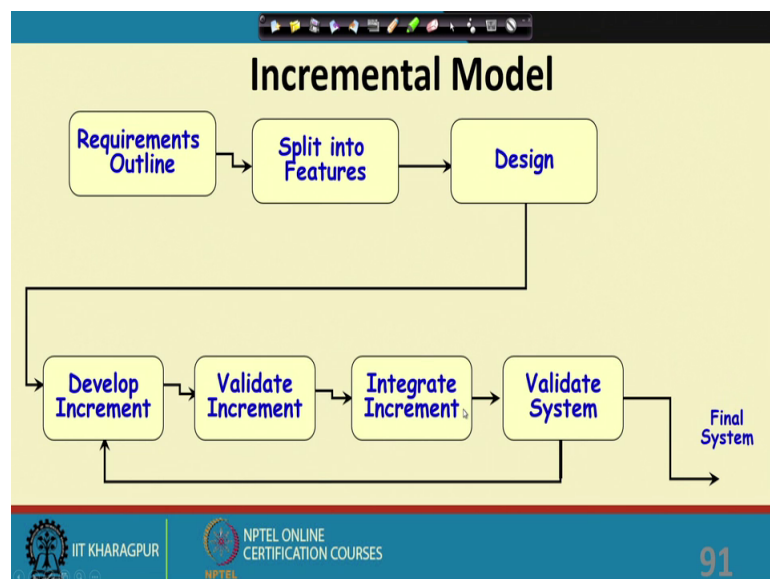 Incremental Model
Requirements
Outline
Split into
Features
Design
Develop
Increment
Validate
Increment
Integrate
Increment
Validate
System
Final
System
IIT KHARAGPUR
NPTEL
NPTEL ONLINE
CERTIFICATION COURSES
91